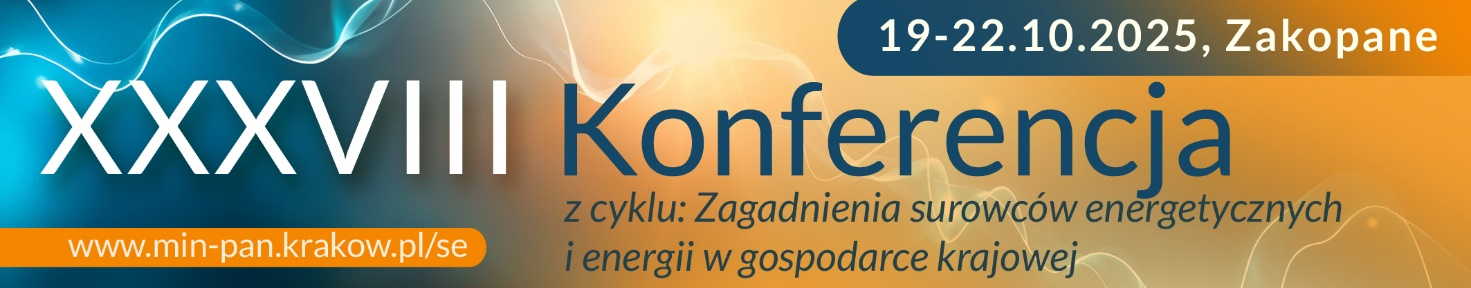 19-22.10.2025, Zakopane
XXXVIII Konferencja
z cyklu: Zagadnienia surowców energetycznych
i energii w gospodarce krajowej
www.min-pan.krakow.pl/se